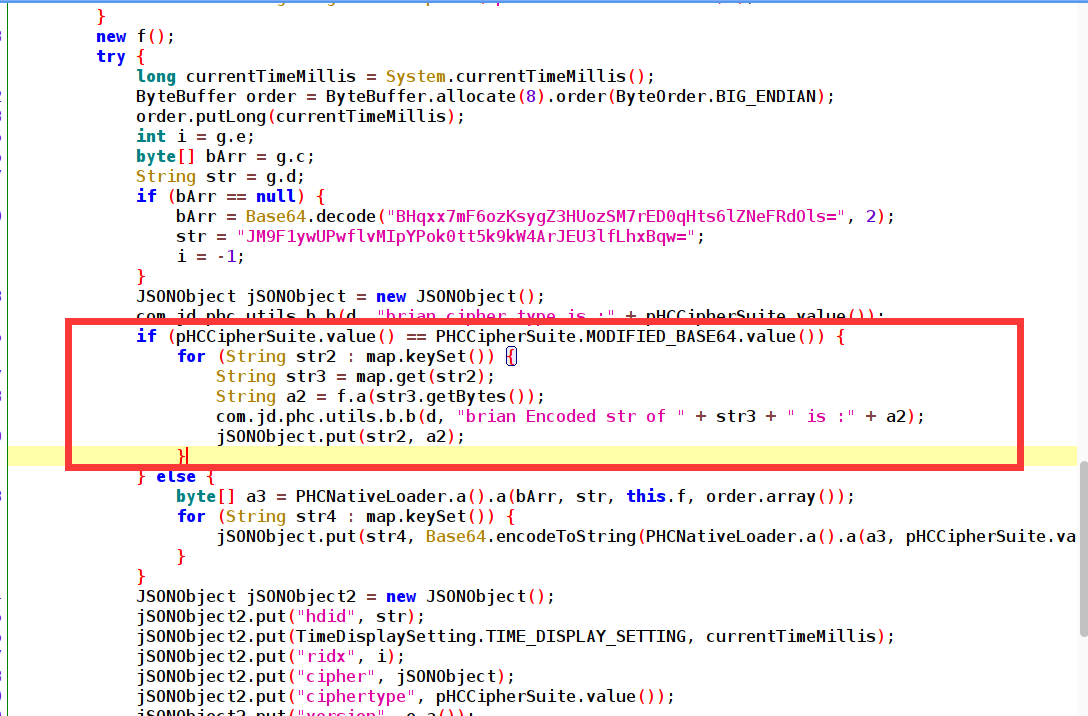 }
new f();
try {
long currentTimeMillis = System.currentTimeMillis();
ByteBuffer order = ByteBuffer.allocate(8).order(ByteOrder.BIG_ENDIAN);
order.putLong(currentTimeMillis);
int i = g.e;
byte[] bArr = g.c;
String str = g.d;
if (bArr == null) {
bArr = Base64.decode("BHqxx7mF6ozKsygZ3HUozSM7rED0qHts6lZNeFRdOls=", 2);
str = "JM9F1ywUPwflvMIpYPok0tt5k9kW4ArJEU3lfLhxBqw=";
i = -1;
}
JSONObject jSONObject = new JSONObject();
com.jd.phc.utils.b.b(d, "brian cipher type is :" + pHCCipherSuite.value());
if (pHCCipherSuite.value() == PHCCipherSuite.MODIFIED_BASE64.value()) {
for (String str2 : map.keySet()) {
String str3 = map.get(str2);
String a2 = f.a(str3.getBytes());
com.jd.phc.utils.b.b(d, "brian Encoded str of " + str3 + " is :" + a2);
jSONObject.put(str2, a2);
}
} else {
byte[] a3 = PHCNativeLoader.a().a(bArr, str, this.f, order.array());
for (String str4 : map.keySet()) {
jSONObject.put(str4, Base64.encodeToString(PHCNativeLoader.a().a(a3, pHCCipherSuite.va
}
}
JSONObject jSONObject2 = new JSONObject();
jSONObject2.put("hdid", str);
jSONObject2.put(TimeDisplaySetting.TIME_DISPLAY_SETTING, currentTimeMillis);
jSONObject2.put("ridx", i);
jSONObject2.put("cipher", jSONObject);
jSONObject2.put("ciphertype", pHCCipherSuite.value());
jSONObject2.put("version", e.a());